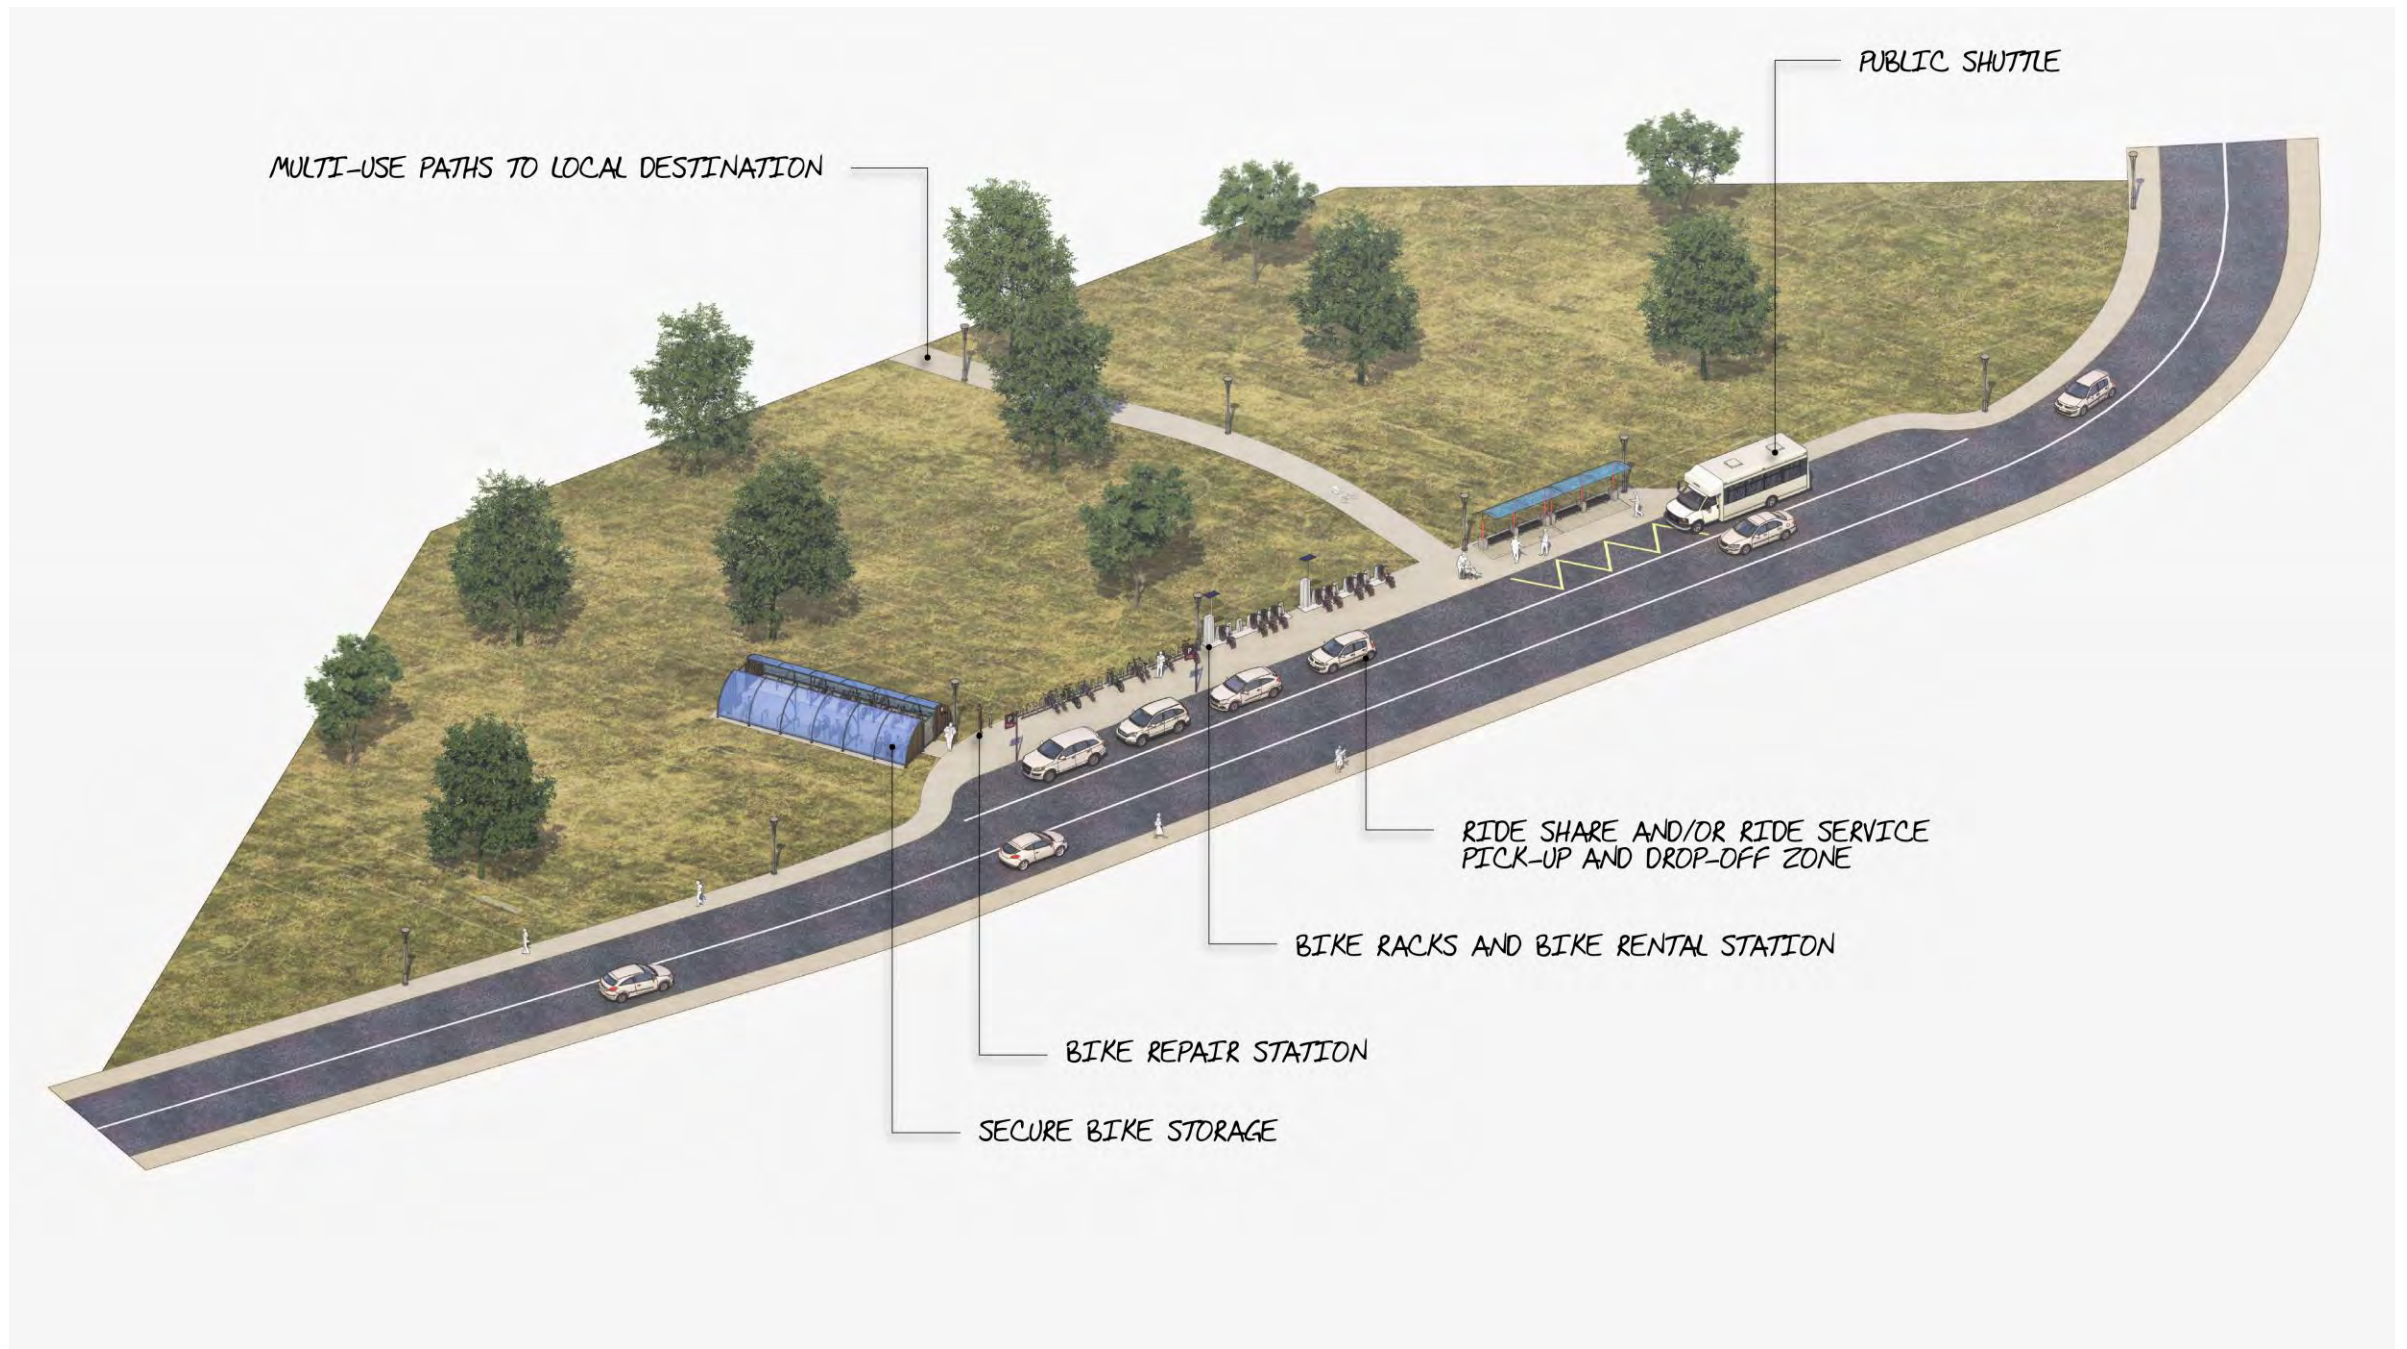 PUBLIC SHUTTLE
MULTI-USE PATHS TO LOCAL DESTINATION
RIDE SHARE AND/OR RIDE SERVICE
PICK-UP AND DROP-OFF ZONE
BIKE RACKS AND BIKE RENTAL STATION
BIKE REPAIR STATION
SECURE BIKE STORAGE